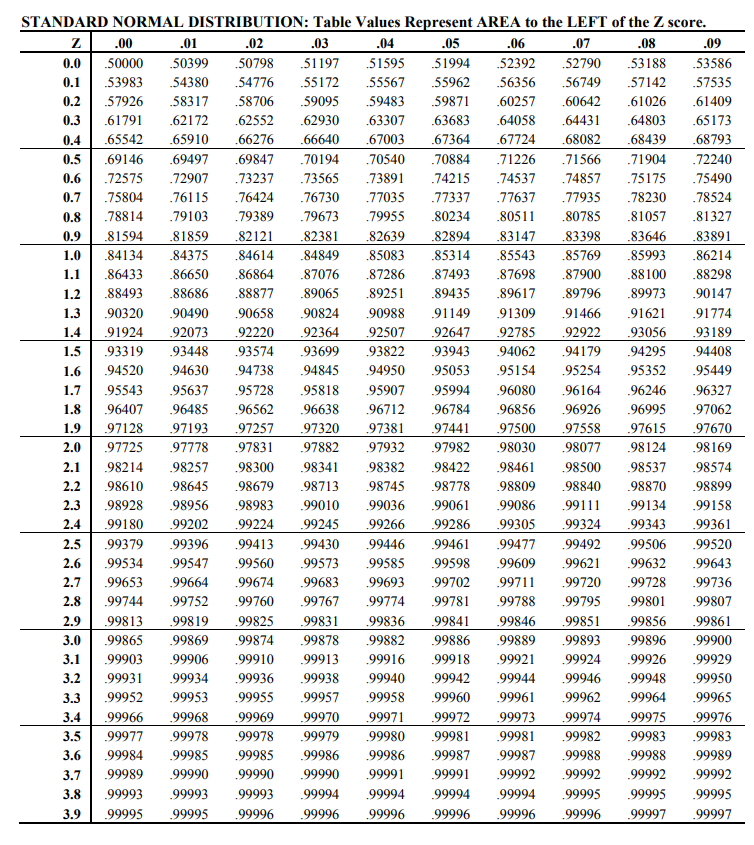 STANDARD NORMAL DISTRIBUTION: Table Values Represent AREA to the LEFT of the Z score.
Z .00 .01 .02 .03 .04 .05 .06 .07 .08 .09
0.0 .50000 .50399 .50798 .51197 .51595 .51994 .52392 .52790 .53188 .53586
0.1 .53983 .54380 .54776 .55172 .55567 .55962 .56356 .56749 .57142 .57535
0.2 .57926 .58317 .58706 .59095 .59483 .59871 .60257 .60642 .61026 .61409
0.3 .61791 .62172 .62552 .62930 .63307 .63683 .64058 .64431 .64803 .65173
0.4 .65542 .65910 .66276 .66640 .67003 .67364 .67724 .68082 .68439 .68793
0.5 .69146 .69497 .69847 .70194 .70540 .70884 .71226 .71566 .71904 .72240
0.6 .72575 .72907 .73237 .73565 .73891 .74215 .74537 .74857 .75175 .75490
0.7 .75804 .76115 .76424 .76730 .77035 .77337 .77637 .77935 .78230 .78524
0.8 .78814 .79103 .79389 .79673 .79955 .80234 .80511 .80785 .81057 .81327
0.9 .81594 .81859 .82121 .82381 .82639 .82894 .83147 .83398 .83646 .83891
1.0 .84134 .84375 .84614 .84849 .85083 .85314 .85543 .85769 .85993 .86214
1.1 .86433 .86650 .86864 .87076 .87286 .87493 .87698 .87900 .88100 .88298
1.2 .88493 .88686 .88877 .89065 .89251 .89435 .89617 .89796 .89973 .90147
1.3 .90320 .90490 .90658 .90824 .90988 .91149 .91309 .91466 .91621 .91774
1.4 .91924 .92073 .92220 .92364 .92507 .92647 .92785 .92922 .93056 .93189
1.5 .93319 .93448 .93574 .93699 .93822 .93943 .94062 .94179 .94295 .94408
1.6 .94520 .94630 .94738 .94845 .94950 .95053 .95154 .95254 .95352 .95449
1.7 .95543 .95637 .95728 .95818 .95907 .95994 .96080 .96164 .96246 .96327
1.8 .96407 .96485 .96562 .96638 .96712 .96784 .96856 .96926 .96995 .97062
1.9 .97128 .97193 .97257 .97320 .97381 .97441 .97500 .97558 .97615 .97670
2.0 .97725 .97778 .97831 .97882 .97932 .97982 .98030 .98077 .98124 .98169
2.1 .98214 .98257 .98300 .98341 .98382 .98422 .98461 .98500 .98537 .98574
2.2 .98610 .98645 .98679 .98713 .98745 .98778 .98809 .98840 .98870 .98899
2.3 .98928 .98956 .98983 .99010 .99036 .99061 .99086 .99111 .99134 .99158
2.4 .99180 .99202 .99224 .99245 .99266 .99286 .99305 .99324 .99343 .99361
2.5 .99379 .99396 .99413 .99430 .99446 .99461 .99477 .99492 .99506 .99520
2.6 .99534 .99547 .99560 .99573 .99585 .99598 .99609 .99621 .99632 .99643
2.7 .99653 .99664 .99674 .99683 .99693 .99702 .99711 .99720 .99728 .99736
2.8 .99744 .99752 .99760 .99767 .99774 .99781 .99788 .99795 .99801 .99807
2.9 .99813 .99819 .99825 .99831 .99836 .99841 .99846 .99851 .99856 .99861
3.0 .99865 .99869 .99874 .99878 .99882 .99886 .99889 .99893 .99896 .99900
3.1 .99903 .99906 .99910 .99913 .99916 .99918 .99921 .99924 .99926 .99929
3.2 .99931 .99934 .99936 .99938 .99940 .99942 .99944 .99946 .99948 .99950
3.3 .99952 .99953 .99955 .99957 .99958 .99960 .99961 .99962 .99964 .99965
3.4 .99966 .99968 .99969 .99970 .99971 .99972 .99973 .99974 .99975 .99976
3.5 .99977 .99978 .99978 .99979 .99980 .99981 .99981 .99982 .99983 .99983
3.6 .99984 .99985 .99985 .99986 .99986 .99987 .99987 .99988 .99988 .99989
3.7 .99989 .99990 .99990 .99990 .99991 .99991 .99992 .99992 .99992 .99992
3.8 .99993 .99993 .99993 .99994 .99994 .99994 .99994 .99995 .99995 .99995
3.9 .99995 .99995 .99996 .99996 .99996 .99996 .99996 .99996 .99997 .99997